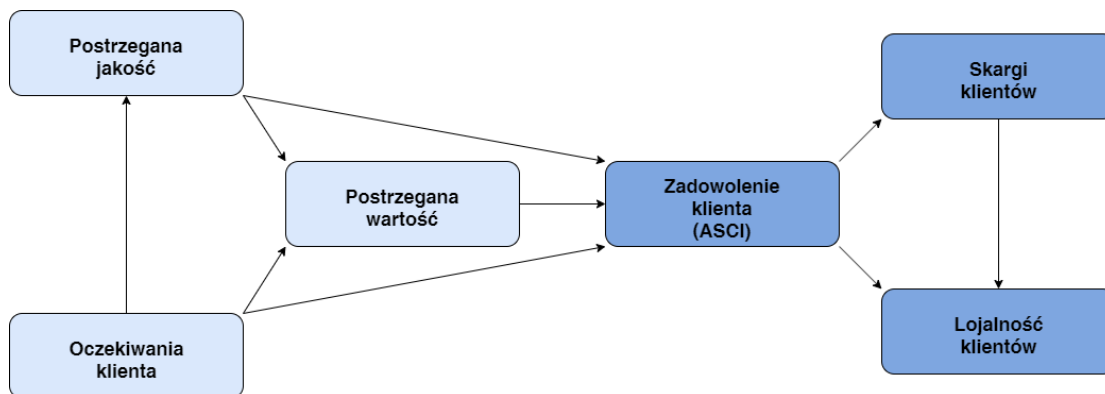 Postrzegana
jakość
Skargi
klientów
Postrzegana
wartość
Zadowolenie
klienta
(ASCI)
Oczekiwania
klienta
Lojalność
klientów